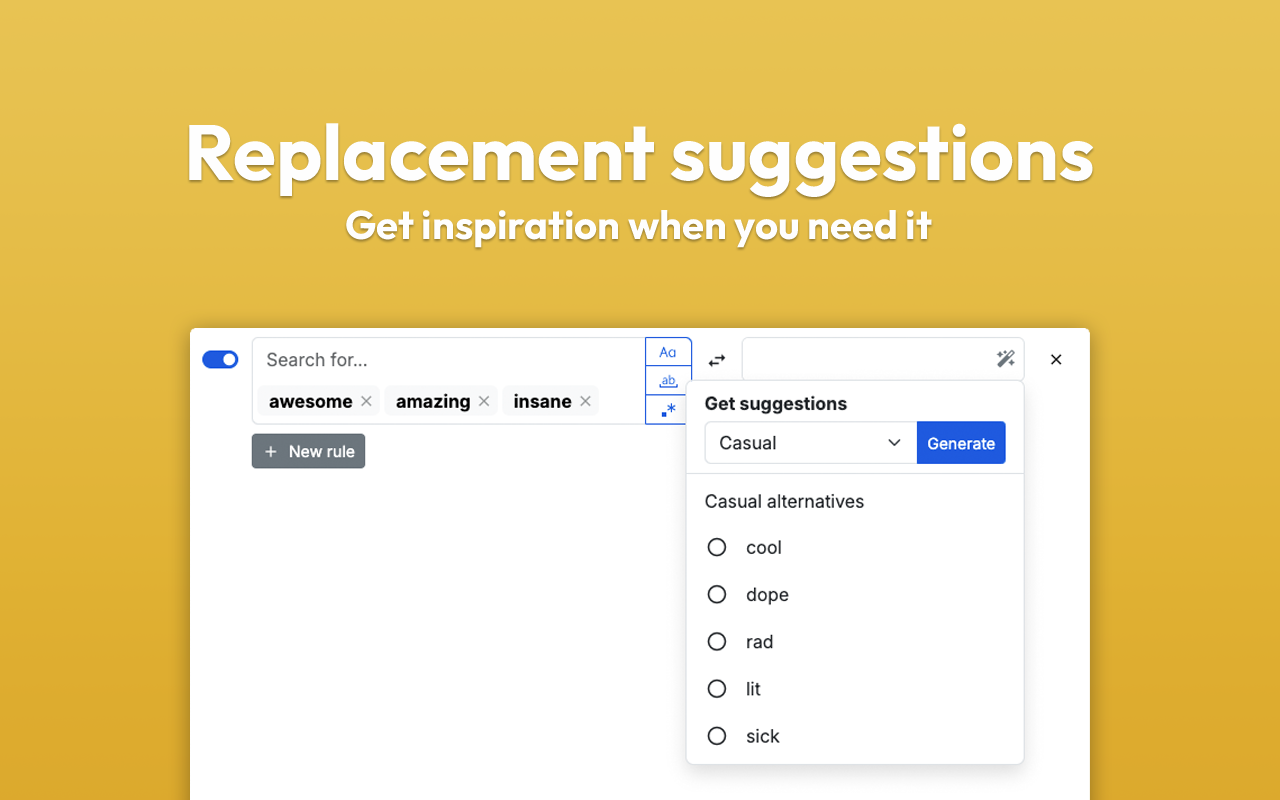 Replacement suggestions
Get inspiration when you need it
Search for...
Aa
awesome
amazing
insane
ab
.*
New rule
Get suggestions
Casual
Generate
Casual alternatives
cool
dope
rad
lit
sick